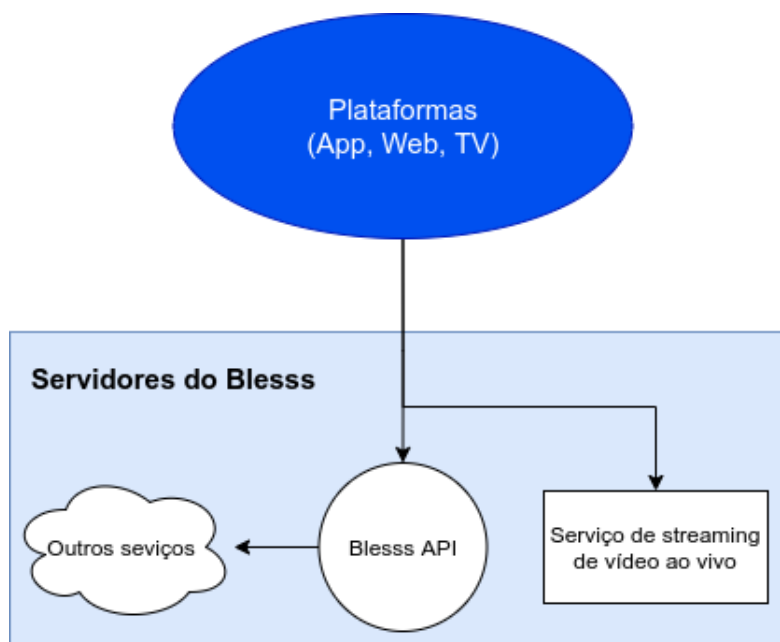 Plataformas
(App, Web, TV)
Servidores do Blesss
Outros seviços
Blesss API
Serviço de streaming
de vídeo ao vivo